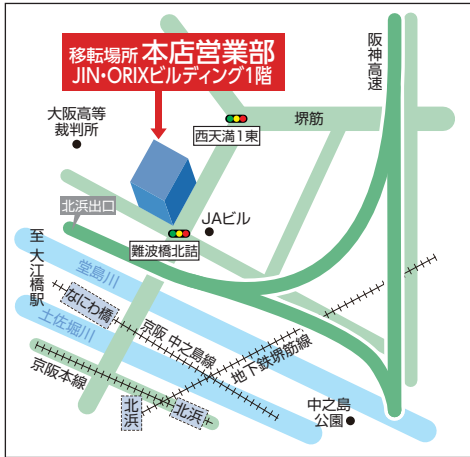 移転場所 本店営業部
JIN・ORIXビルディング1階
阪神高速
大阪高等
裁判所
西天満1東
堺筋
北浜出口
JAビル
難波橋北詰
至 大江橋駅
堂島川
なにわ橋
土佐堀川
京阪 中之島線
地下鉄堺筋線
京阪本線
北浜
北浜
中之島
公園